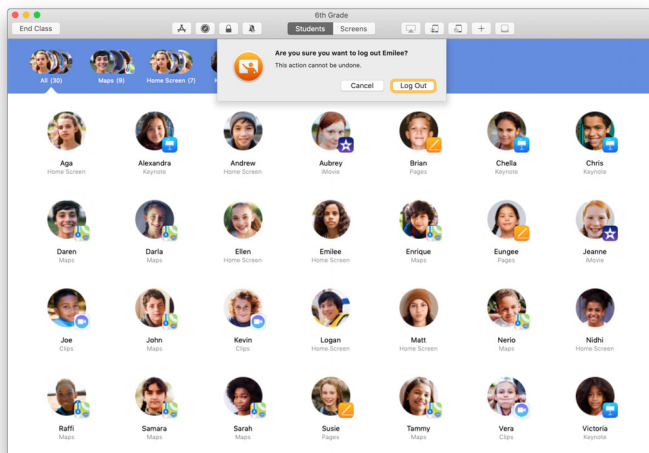 6th Grade
End Class
Students
Screens
Are you sure you want to log out Emilee?
This action cannot be undone.
Cancel
Log Out
All (30)
Maps (9)
Home Screen (7)
Aga
Alexandra
Andrew
Aubrey
Brian
Chella
Chris
Home Screen
Keynote
Home Screen
iMovie
Pages
Keynote
Keynote
Daren
Darla
Ellen
Emilee
Enrique
Eungee
Jeanne
Maps
Maps
Home Screen
Home Screen
Maps
Pages
iMovie
Joe
John
Kevin
Logan
Matt
Nerio
Nidhi
Clips
Maps
Clips
Home Screen
Home Screen
Maps
Home Screen
Raffi
Samara
Sarah
Susie
Tammy
Vera
Victoria
Maps
Maps
Maps
Pages
Maps
Clips
Keynote